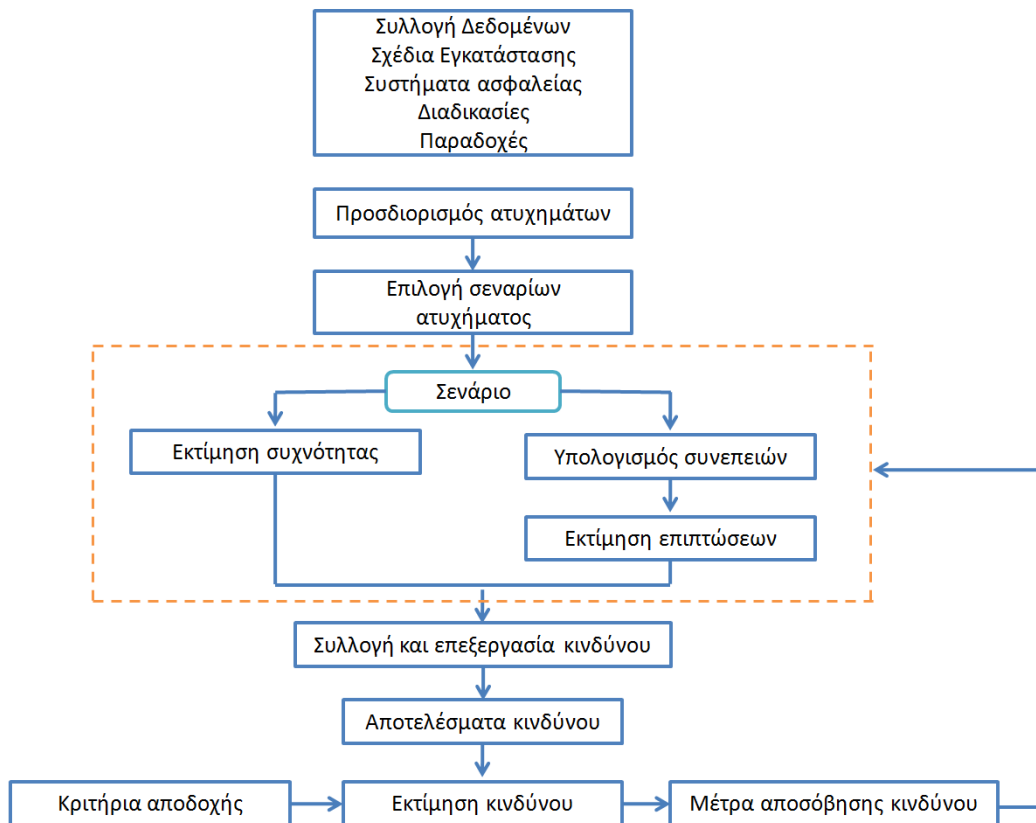 Συλλογή Δεδομένων
Σχέδια Εγκατάστασης
Συστήματα ασφαλείας
Διαδικασίες
Παραδοχές
Προσδιορισμός ατυχημάτων
Επιλογή σεναρίων
ατυχήματος
Σενάριο
Εκτίμηση συχνότητας
Υπολογισμός συνεπειών
Εκτίμηση επιπτώσεων
Συλλογή και επεξεργασία κινδύνου
Αποτελέσματα κινδύνου
Κριτήρια αποδοχής
Εκτίμηση κινδύνου
Μέτρα αποσόβησης κινδύνου